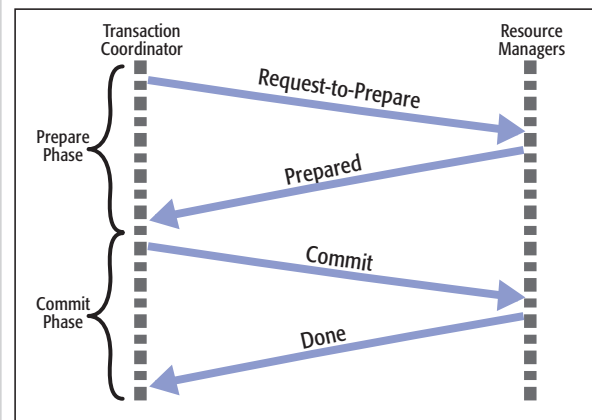 Transaction
Coordinator
Resource
Managers
Request-to-Prepare
Prepare
Phase
Prepared
Commit
Commit
Phase
Done